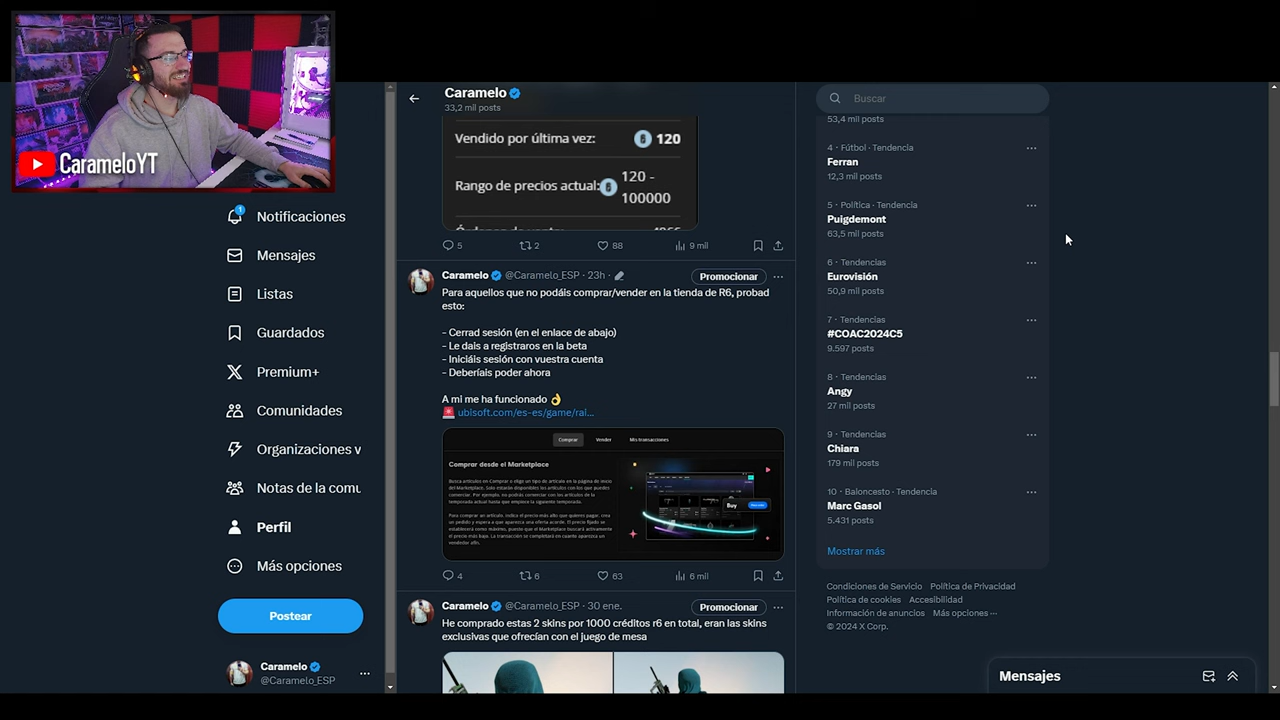 CarameloYT
Notificaciones
1
Mensajes
Listas
Guardados
Premium+
Comunidades
Organizaciones v
Notas de la comu
Perfil
Más opciones
Postear
Caramelo
@Caramelo_ESP
Caramelo
33,2 mil posts
Vendido por última vez: 120
Rango de precios actual: 120 -
100000
5 2 88 9 mil
Caramelo @Caramelo_ESP · 23h · Promocionar
Para aquellos que no podáis comprar/vender en la tienda de R6, probad
esto:
- Cerrad sesión (en el enlace de abajo)
- Le dais a registraros en la beta
- Iniciáis sesión con vuestra cuenta
- Deberíais poder ahora
A mi me ha funcionado 👌
🚨 ubisoft.com/es-es/game/rai...
Comprar Vender Mis transacciones
Comprar desde el Marketplace
Buy
4 6 63 6 mil
Caramelo @Caramelo_ESP · 30 ene. Promocionar
He comprado estas 2 skins por 1000 créditos r6 en total, eran las skins
exclusivas que ofrecían con el juego de mesa
Buscar
53,4 mil posts
4 · Fútbol · Tendencia
Ferran
12,3 mil posts
5 · Política · Tendencia
Puigdemont
63,5 mil posts
6 · Tendencias
Eurovisión
50,9 mil posts
7 · Tendencias
#COAC2024C5
9.597 posts
8 · Tendencias
Angy
27 mil posts
9 · Tendencias
Chiara
179 mil posts
10 · Baloncesto · Tendencia
Marc Gasol
5.431 posts
Mostrar más
Condiciones de Servicio Política de Privacidad
Política de cookies Accesibilidad
Información de anuncios Más opciones ···
© 2024 X Corp.
Mensajes